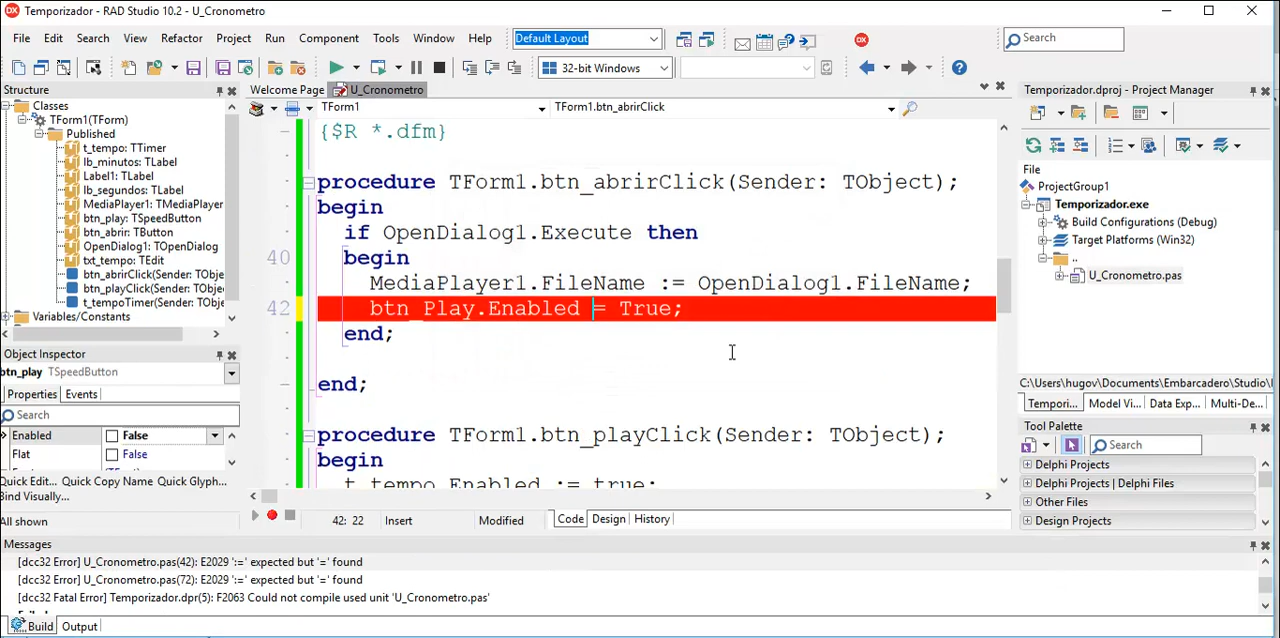 Temporizador - RAD Studio 10.2 - U_Cronometro
File Edit Search View Refactor Project Run Component Tools Window Help Default Layout Search
32-bit Windows
Structure
Classes
TForm1(TForm)
Published
t_tempo: TTimer
lb_minutos: TLabel
Label1: TLabel
lb_segundos: TLabel
MediaPlayer1: TMediaPlayer
btn_play: TSpeedButton
btn_abrir: TButton
OpenDialog1: TOpenDialog
txt_tempo: TEdit
btn_abrirClick(Sender: TObje
btn_playClick(Sender: TObjec
t_tempoTimer(Sender: TObjec
Variables/Constants
Object Inspector
btn_play TSpeedButton
Properties Events
Search
Enabled False
Flat False
Quick Edit... Quick Copy Name Quick Glyph...
Bind Visually...
All shown
Welcome Page U_Cronometro
TForm1 TForm1.btn_abrirClick
{$R *.dfm}
procedure TForm1.btn_abrirClick(Sender: TObject);
begin
if OpenDialog1.Execute then
40 begin
MediaPlayer1.FileName := OpenDialog1.FileName;
42 btn_Play.Enabled = True;
end;
end;
procedure TForm1.btn_playClick(Sender: TObject);
begin
t_tempo.Enabled := true;
42: 22 Insert Modified Code Design History
Temporizador.dproj - Project Manager
File
ProjectGroup1
Temporizador.exe
Build Configurations (Debug)
Target Platforms (Win32)
..
U_Cronometro.pas
C:\Users\hugov\Documents\Embarcadero\Studio\
Tempori... Model Vi... Data Exp... Multi-De...
Tool Palette
Search
Delphi Projects
Delphi Projects | Delphi Files
Other Files
Design Projects
Messages
[dcc32 Error] U_Cronometro.pas(42): E2029 ':=' expected but '=' found
[dcc32 Error] U_Cronometro.pas(72): E2029 ':=' expected but '=' found
[dcc32 Fatal Error] Temporizador.dpr(5): F2063 Could not compile used unit 'U_Cronometro.pas'
Build Output